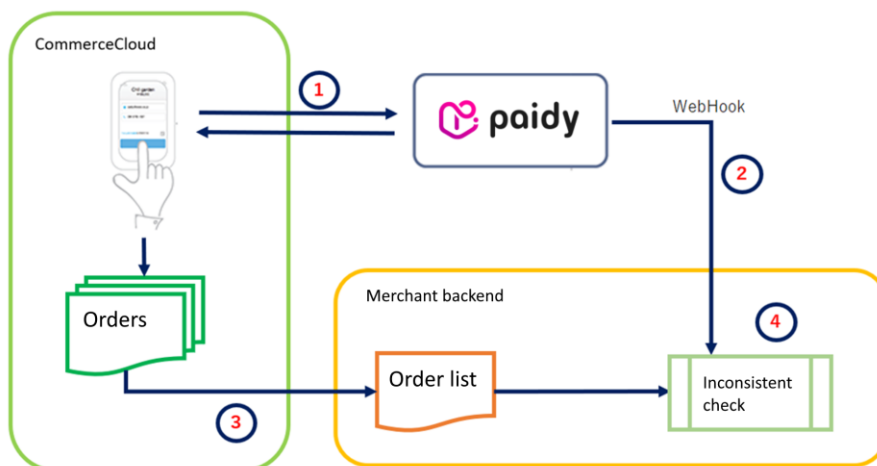 CommerceCloud
1
paidy
WebHook
2
Orders
Merchant backend
4
Order list
Inconsistent
check
3